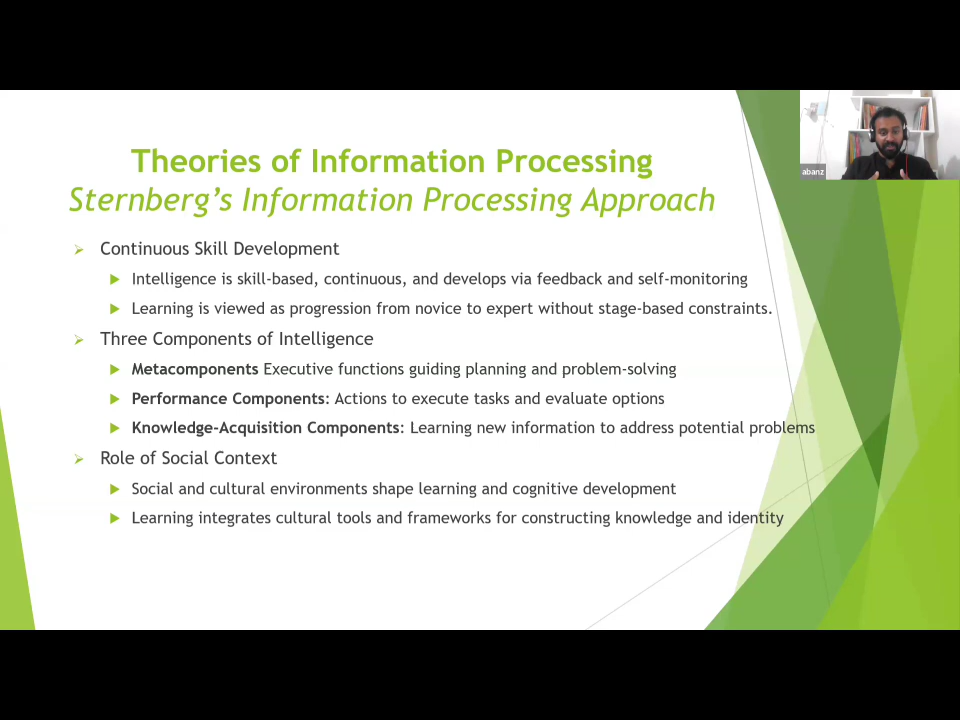 Theories of Information Processing
Sternberg's Information Processing Approach
abanz
Continuous Skill Development
Intelligence is skill-based, continuous, and develops via feedback and self-monitoring
Learning is viewed as progression from novice to expert without stage-based constraints.
Three Components of Intelligence
Metacomponents Executive functions guiding planning and problem-solving
Performance Components: Actions to execute tasks and evaluate options
Knowledge-Acquisition Components: Learning new information to address potential problems
Role of Social Context
Social and cultural environments shape learning and cognitive development
Learning integrates cultural tools and frameworks for constructing knowledge and identity